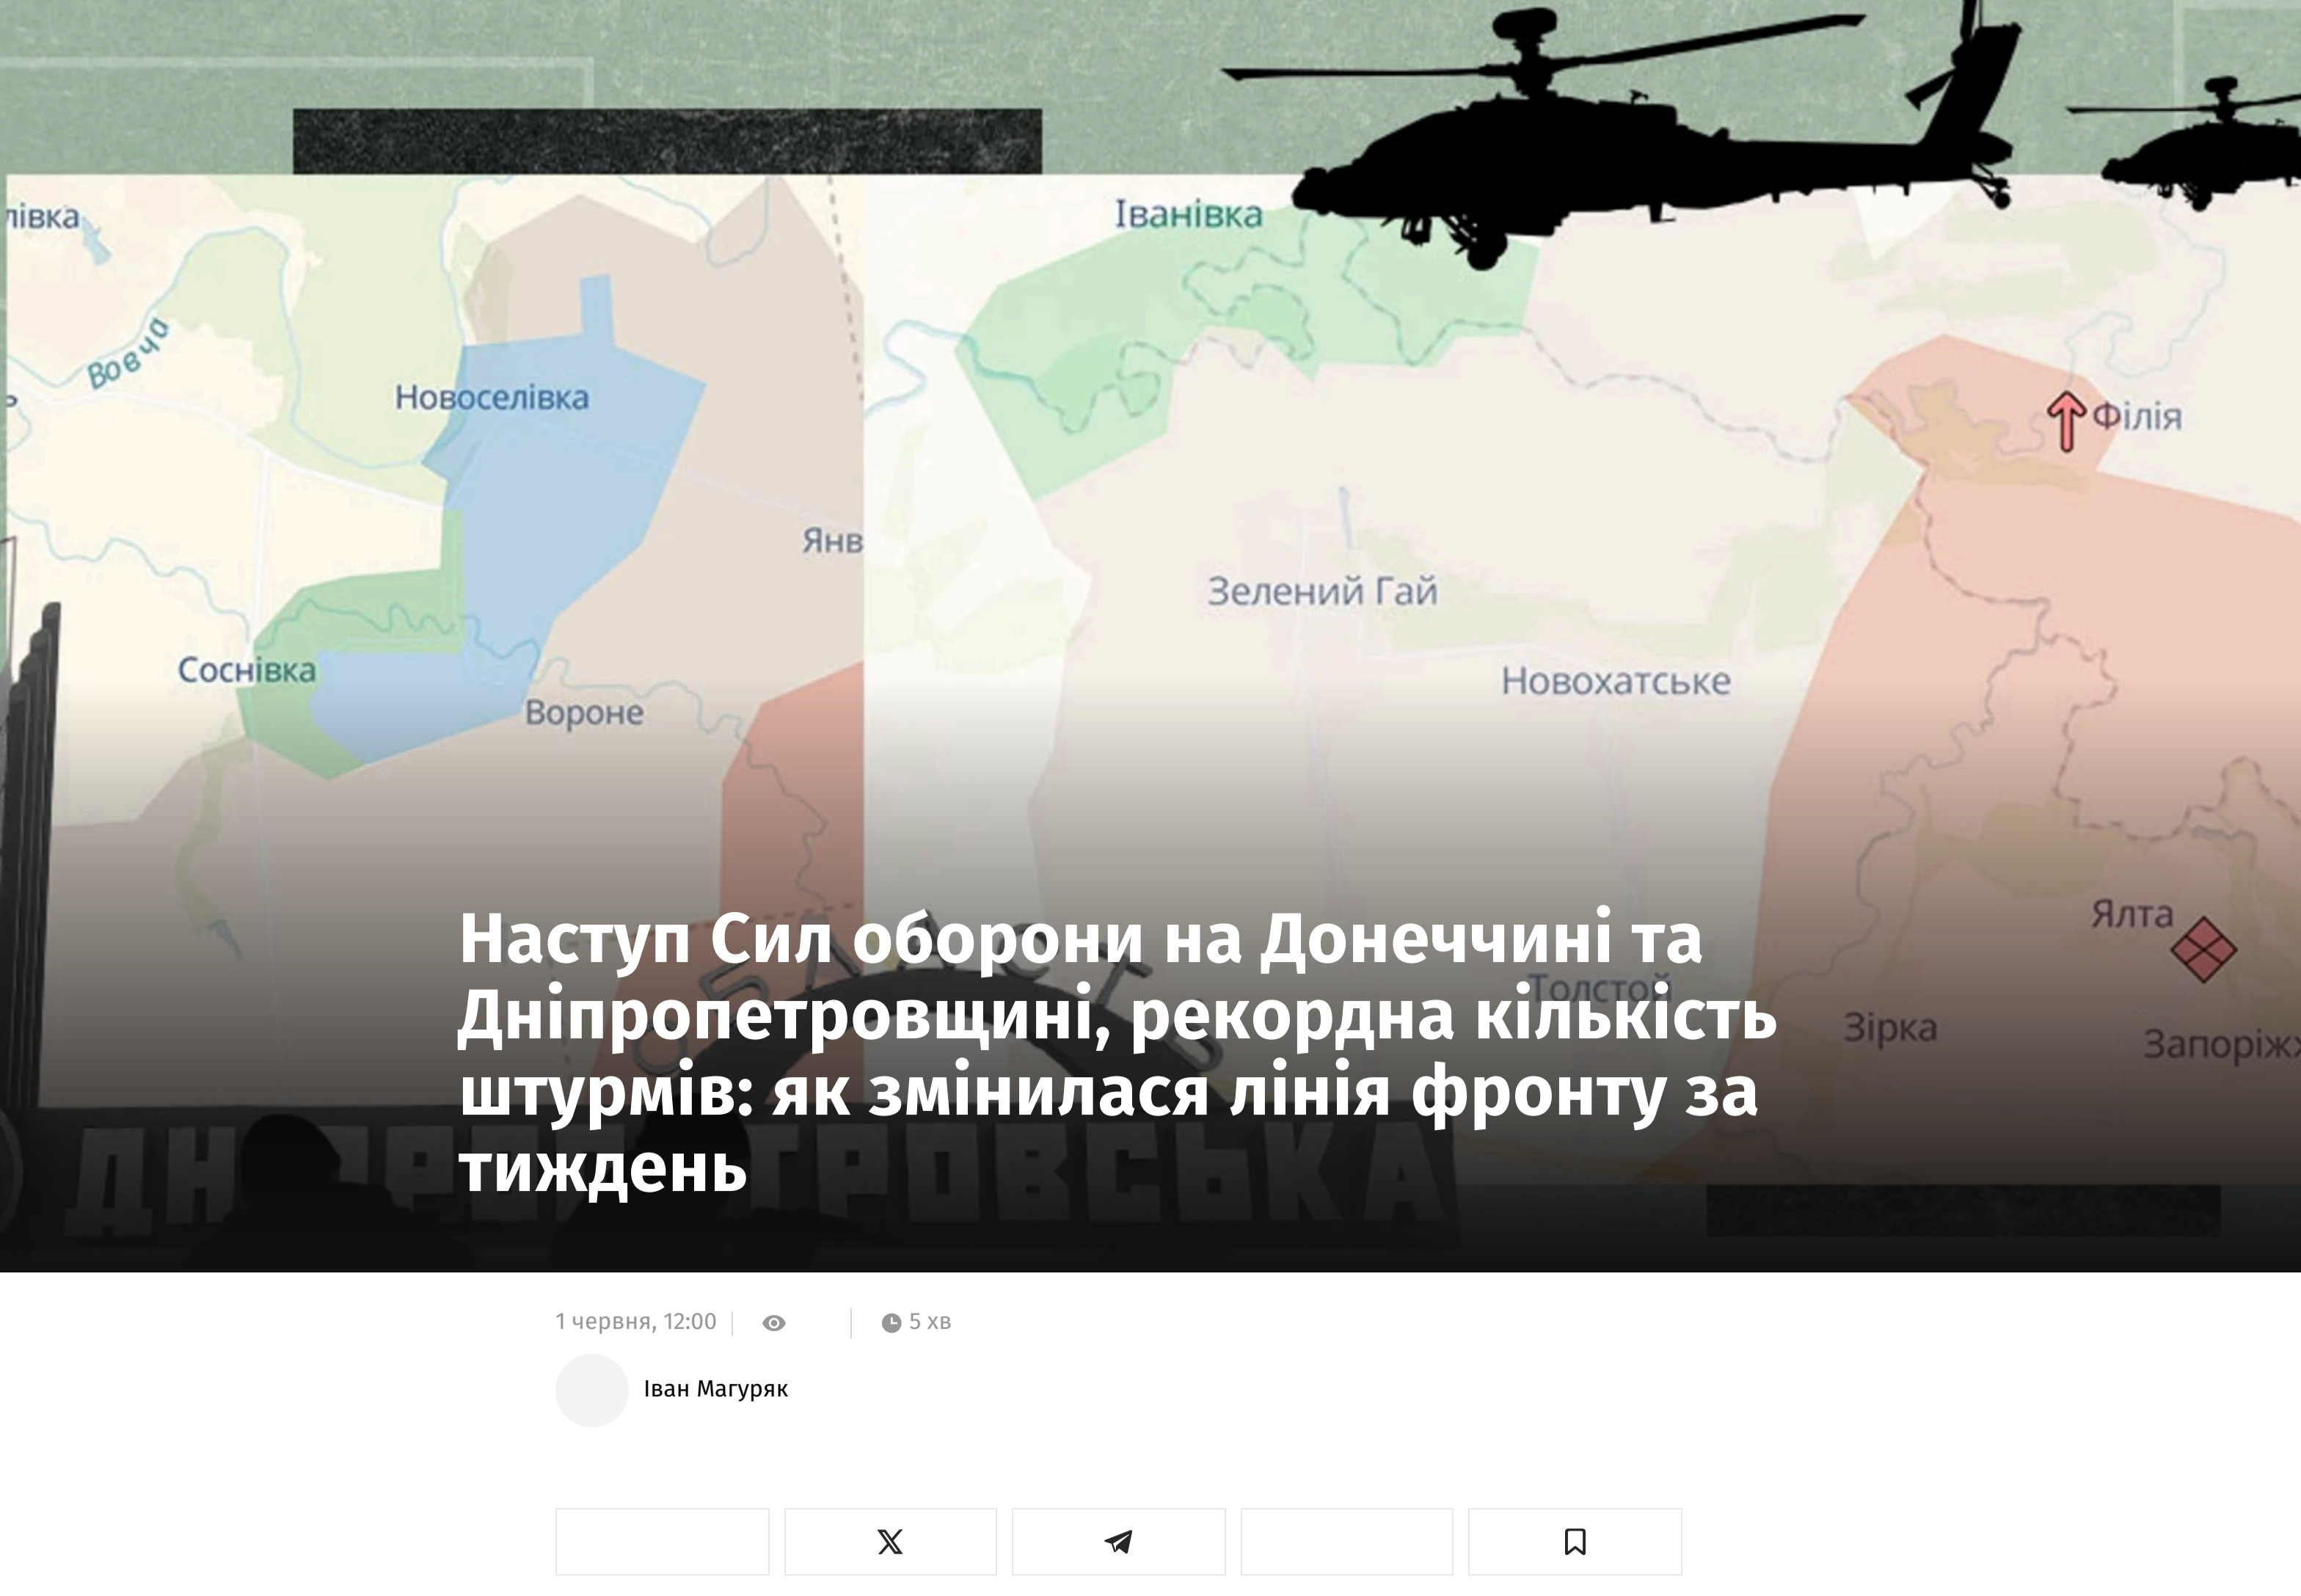 Іванівка
лівка
Вовча
Новоселівка
Філія
Янв
Зелений Гай
Соснівка
Новохатське
Вороне
Ялта
Толстой
Зірка
Запоріж
ОБЛАСТЬ
Наступ Сил оборони на Донеччині та
Дніпропетровщині, рекордна кількість
штурмів: як змінилася лінія фронту за
тиждень
1 червня, 12:00
5 хв
Іван Магуряк